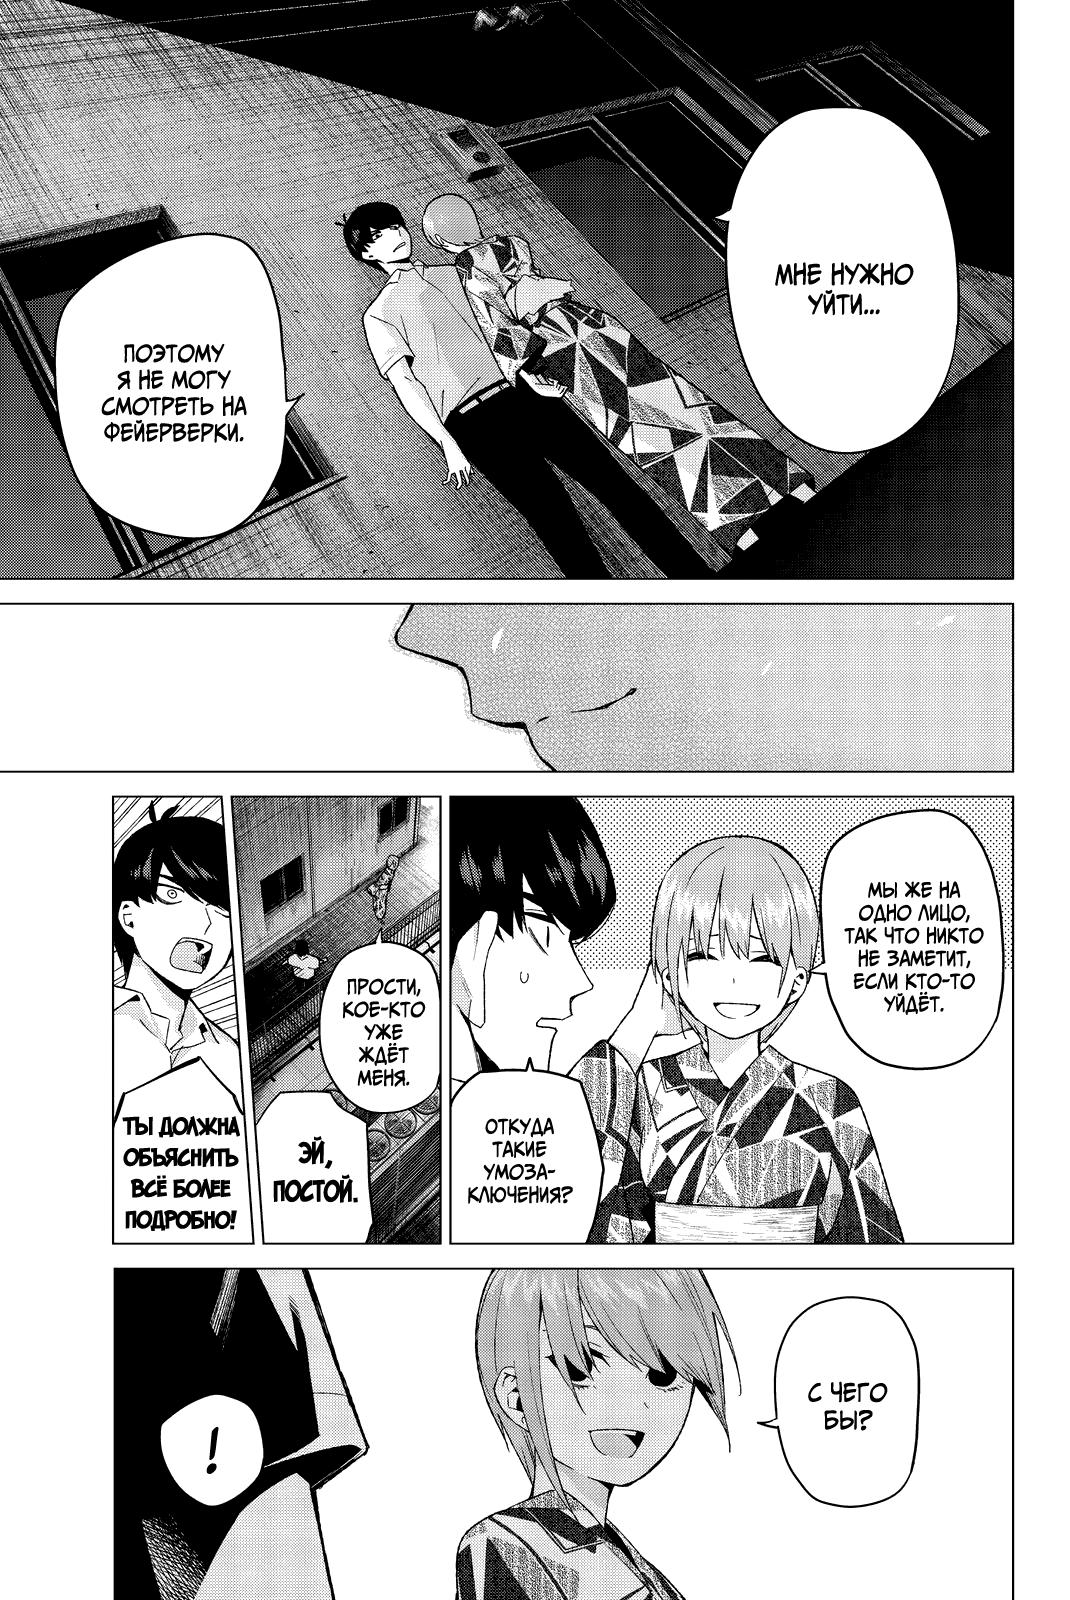 МНЕ НУЖНО
УЙТИ...
ПОЭТОМУ
Я НЕ МОГУ
СМОТРЕТЬ НА
ФЕЙЕРВЕРКИ.
МЫ ЖЕ НА
ОДНО ЛИЦО,
ТАК ЧТО НИКТО
НЕ ЗАМЕТИТ,
ЕСЛИ КТО-ТО
УЙДЁТ.
ОТКУДА
ТАКИЕ
УМОЗА-
КЛЮЧЕНИЯ?
ПРОСТИ,
КОЕ-КТО
УЖЕ
ЖДЁТ
МЕНЯ.
ЭЙ,
ПОСТОЙ.
ТЫ ДОЛЖНА
ОБЪЯСНИТЬ
ВСЁ БОЛЕЕ
ПОДРОБНО!
С ЧЕГО
БЫ?
!